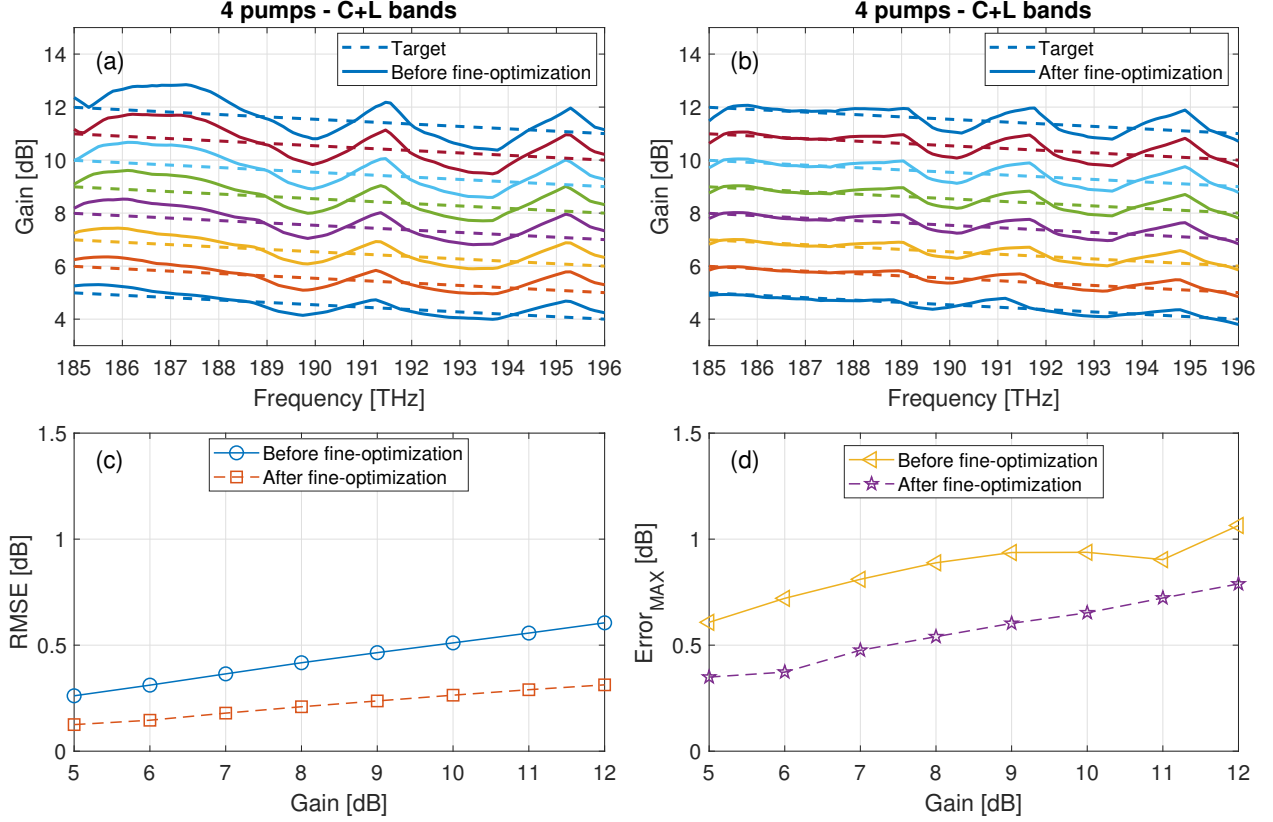 4 pumps - C+L bands
(a)
Target
Before fine-optimization
14
12
10
8
6
4
Gain [dB]
185 186 187 188 189 190 191 192 193 194 195 196
Frequency [THz]
4 pumps - C+L bands
(b)
Target
After fine-optimization
14
12
10
8
6
4
Gain [dB]
185 186 187 188 189 190 191 192 193 194 195 196
Frequency [THz]
(c)
Before fine-optimization
After fine-optimization
1.5
1
0.5
0
RMSE [dB]
5 6 7 8 9 10 11 12
Gain [dB]
(d)
Before fine-optimization
After fine-optimization
1.5
1
0.5
0
Error_MAX [dB]
5 6 7 8 9 10 11 12
Gain [dB]